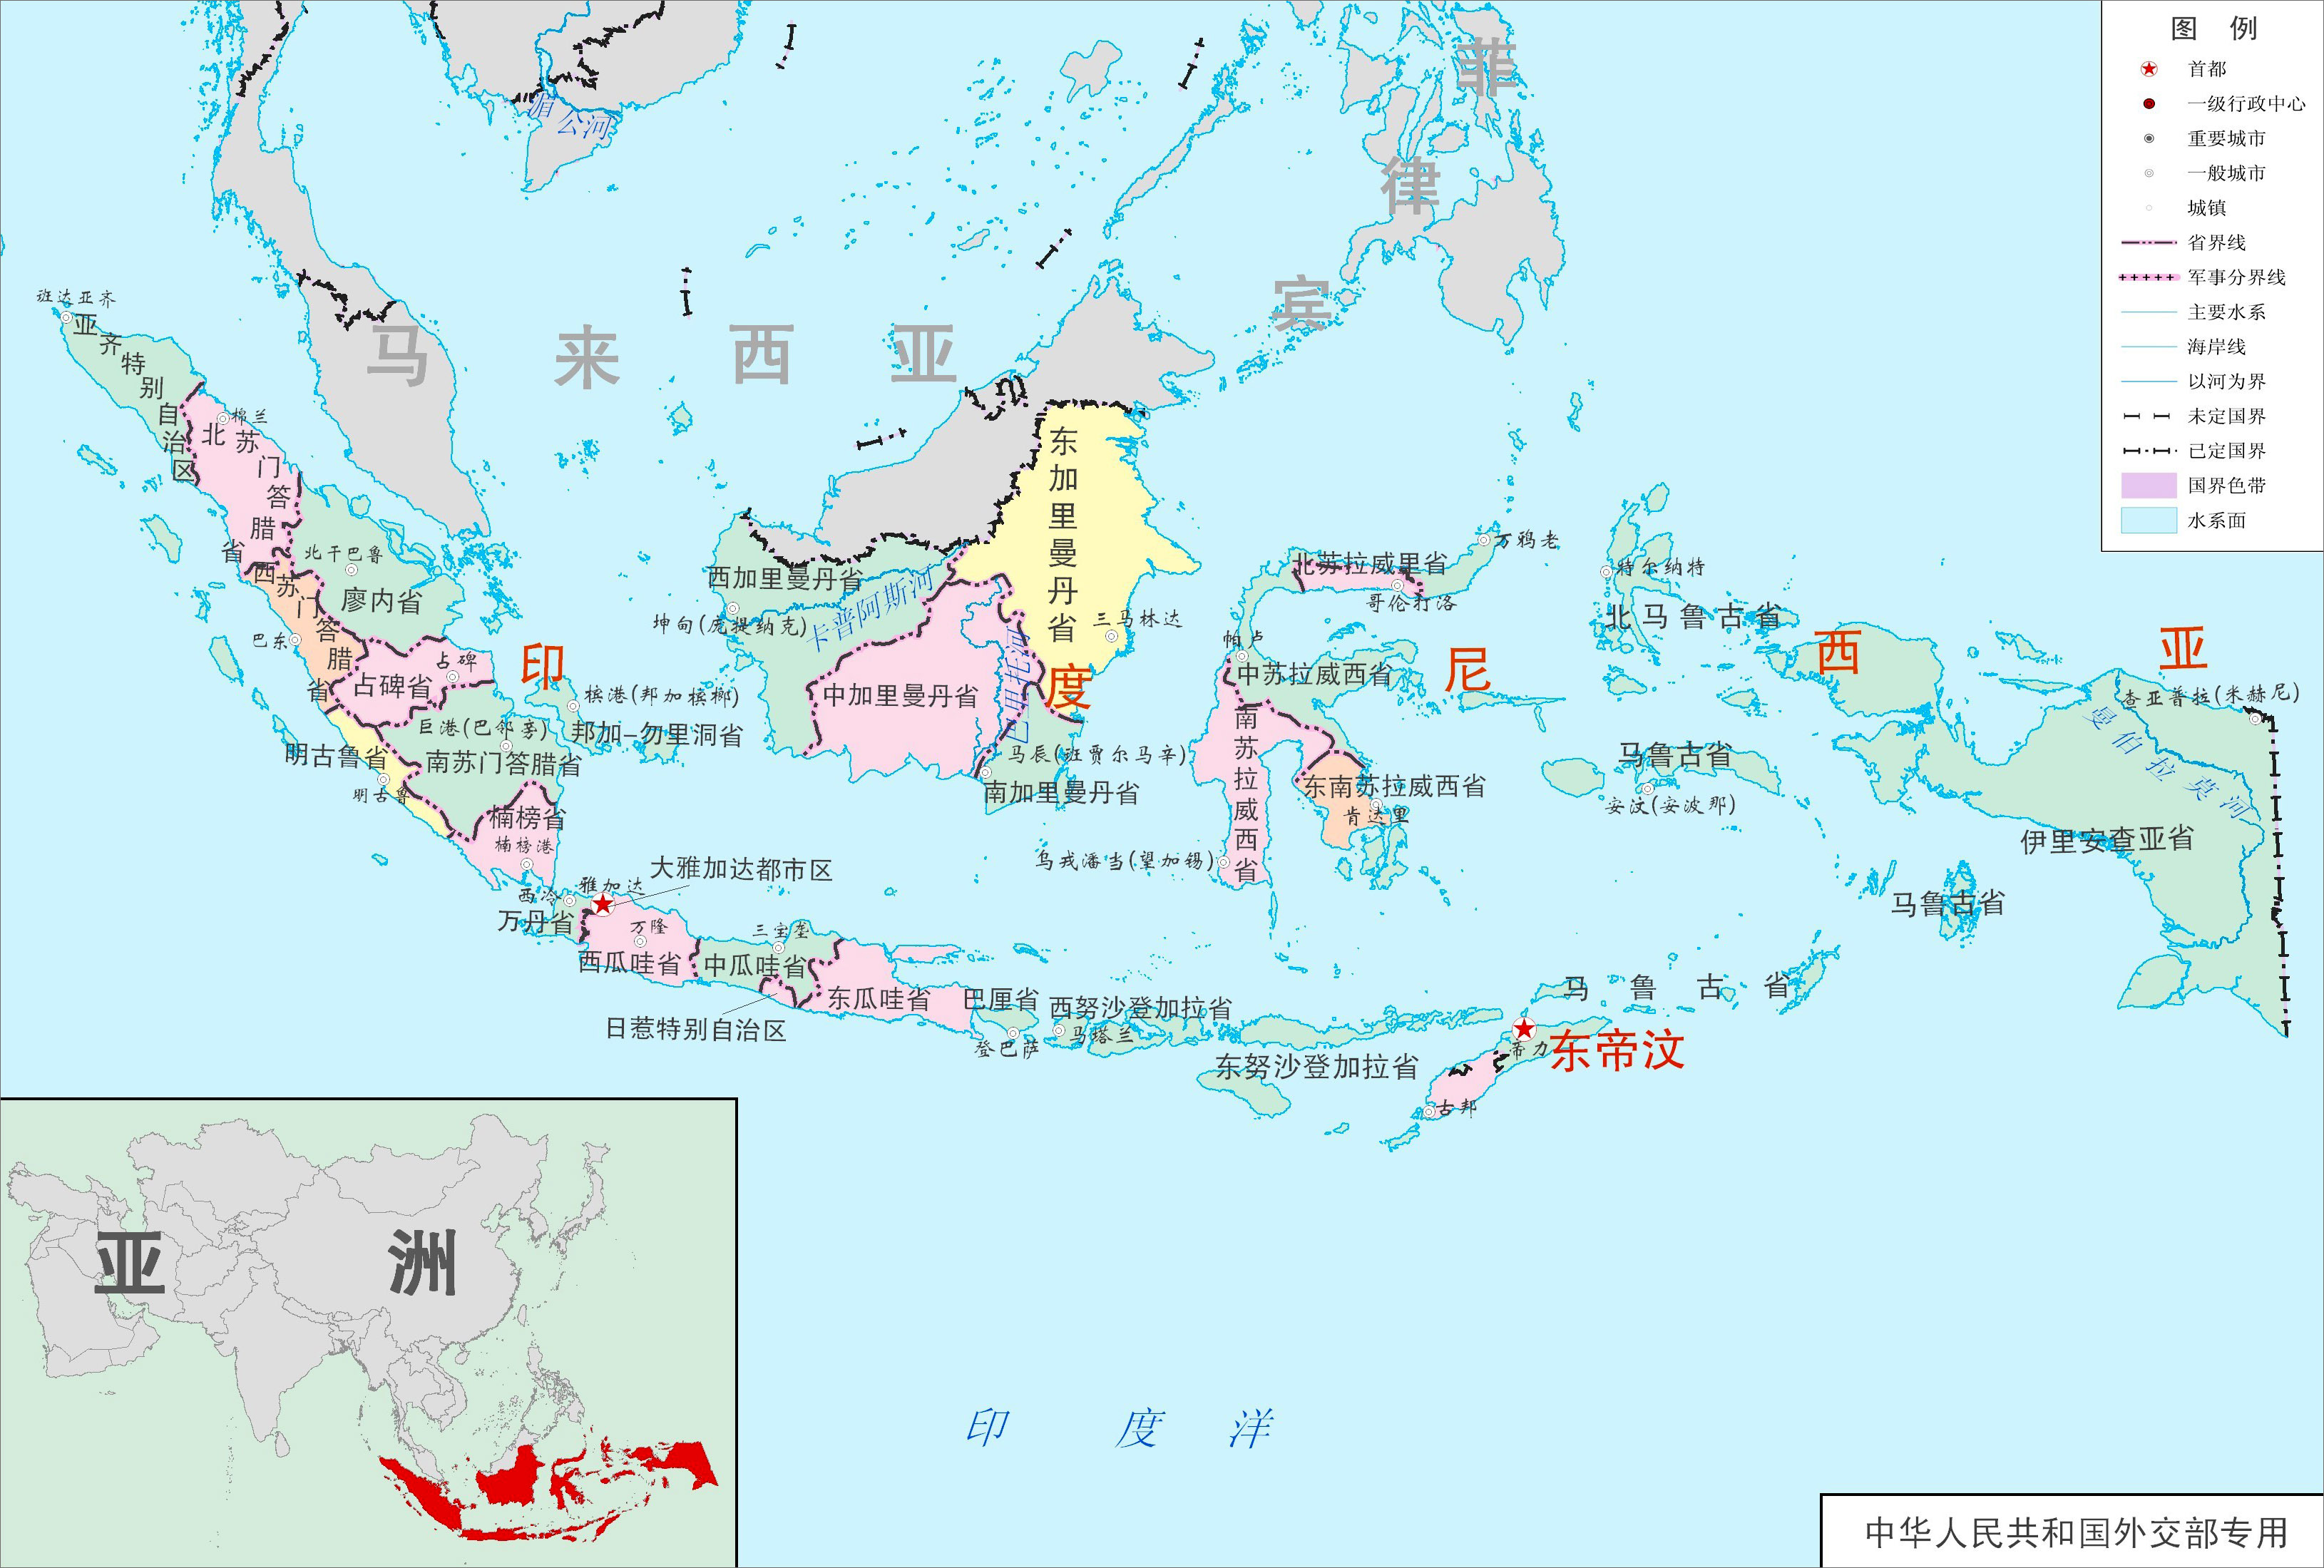 图 例
首都
一级行政中心
重要城市
一般城市
城镇
省界线
军事分界线
主要水系
海岸线
以河为界
未定国界
已定国界
国界色带
水系面
菲律宾
湄公河
马来西亚
印度尼西亚
班达亚齐
亚齐特别自治区
棉兰
北苏门答腊省
北干巴鲁
廖内省
西苏门答腊省
巴东
占碑
占碑省
槟港(邦加槟榔)
邦加-勿里洞省
巨港(巴邻旁)
南苏门答腊省
明古鲁省
明古鲁
楠榜省
楠榜港
西加里曼丹省
坤甸(庞提纳克)
卡普阿斯河
东加里曼丹省
三马林达
中加里曼丹省
巴里托河
马辰(班贾尔马辛)
南加里曼丹省
北苏拉威里省
万鸦老
哥伦打洛
帕卢
中苏拉威西省
南苏拉威西省
东南苏拉威西省
肯达里
乌戎潘当(望加锡)
特尔纳特
北马鲁古省
马鲁古省
安汶(安波那)
查亚普拉(米赫尼)
曼伯拉莫河
伊里安查亚省
马鲁古省
马鲁古省
西冷
雅加达
大雅加达都市区
万丹省
万隆
西瓜哇省
三宝垄
中瓜哇省
日惹特别自治区
东瓜哇省
巴厘省
登巴萨
西努沙登加拉省
马塔兰
东努沙登加拉省
帝力
东帝汶
古邦
亚洲
印度洋
中华人民共和国外交部专用